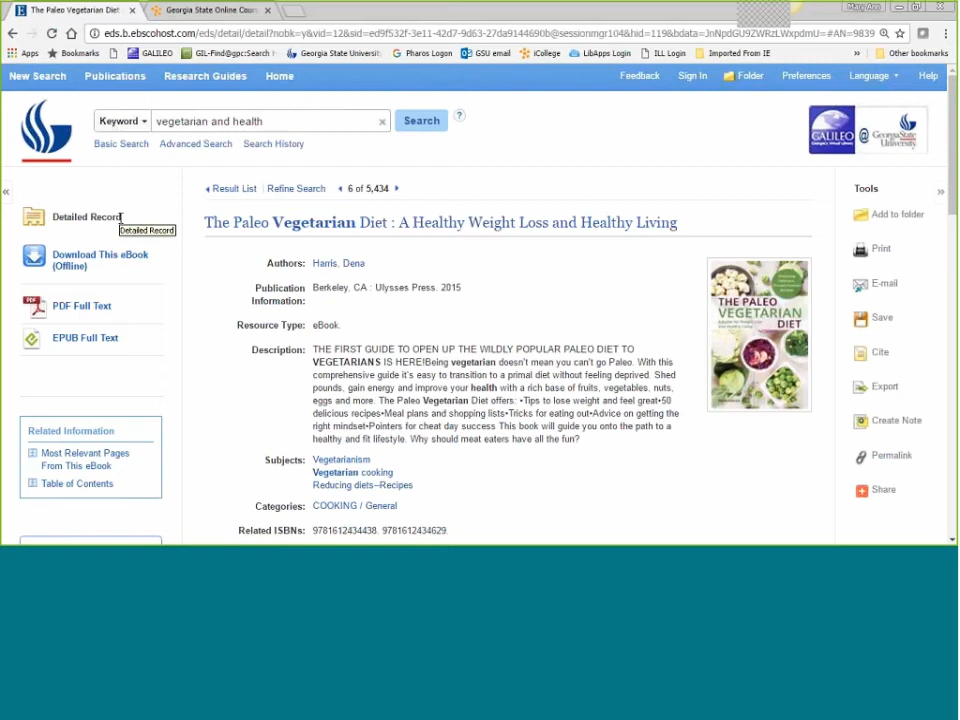 The Paleo Vegetarian Diet
Georgia State Online Cour
Mary Ann
eds.b.ebscohost.com/eds/detail/detail?nobk=y&vid=12&sid=ed9f532f-3e11-42d7-9d63-27da9144690b@sessionmgr104&hid=119&bdata=JnNpdGU9ZWRzLWxpdmU=#AN=9839
Apps Bookmarks GALILEO GIL-Find@gpc:Search Georgia State Universit Pharos Logon GSU email iCollege LibApps Login ILL Login Imported From IE » Other bookmarks
New Search Publications Research Guides Home Feedback Sign In Folder Preferences Language Help
Keyword vegetarian and health Search ?
Basic Search Advanced Search Search History
GALILEO @ Georgia State University
« Result List Refine Search 6 of 5,434 Tools »
Detailed Record
Detailed Record
Download This eBook
(Offline)
PDF Full Text
EPUB Full Text
Related Information
Most Relevant Pages
From This eBook
Table of Contents
The Paleo Vegetarian Diet : A Healthy Weight Loss and Healthy Living
Authors: Harris, Dena
Publication Information: Berkeley, CA : Ulysses Press. 2015
Resource Type: eBook.
Description: THE FIRST GUIDE TO OPEN UP THE WILDLY POPULAR PALEO DIET TO
VEGETARIANS IS HERE!Being vegetarian doesn't mean you can't go Paleo. With this
comprehensive guide it's easy to transition to a primal diet without feeling deprived. Shed
pounds, gain energy and improve your health with a rich base of fruits, vegetables, nuts,
eggs and more. The Paleo Vegetarian Diet offers: •Tips to lose weight and feel great•50
delicious recipes•Meal plans and shopping lists•Tricks for eating out•Advice on getting the
right mindset•Pointers for cheat day success This book will guide you onto the path to a
healthy and fit lifestyle. Why should meat eaters have all the fun?
Subjects: Vegetarianism
Vegetarian cooking
Reducing diets--Recipes
Categories: COOKING / General
Related ISBNs: 9781612434438. 9781612434629.
THE PALEO
VEGETARIAN
DIET
Add to folder
Print
E-mail
Save
Cite
Export
Create Note
Permalink
Share